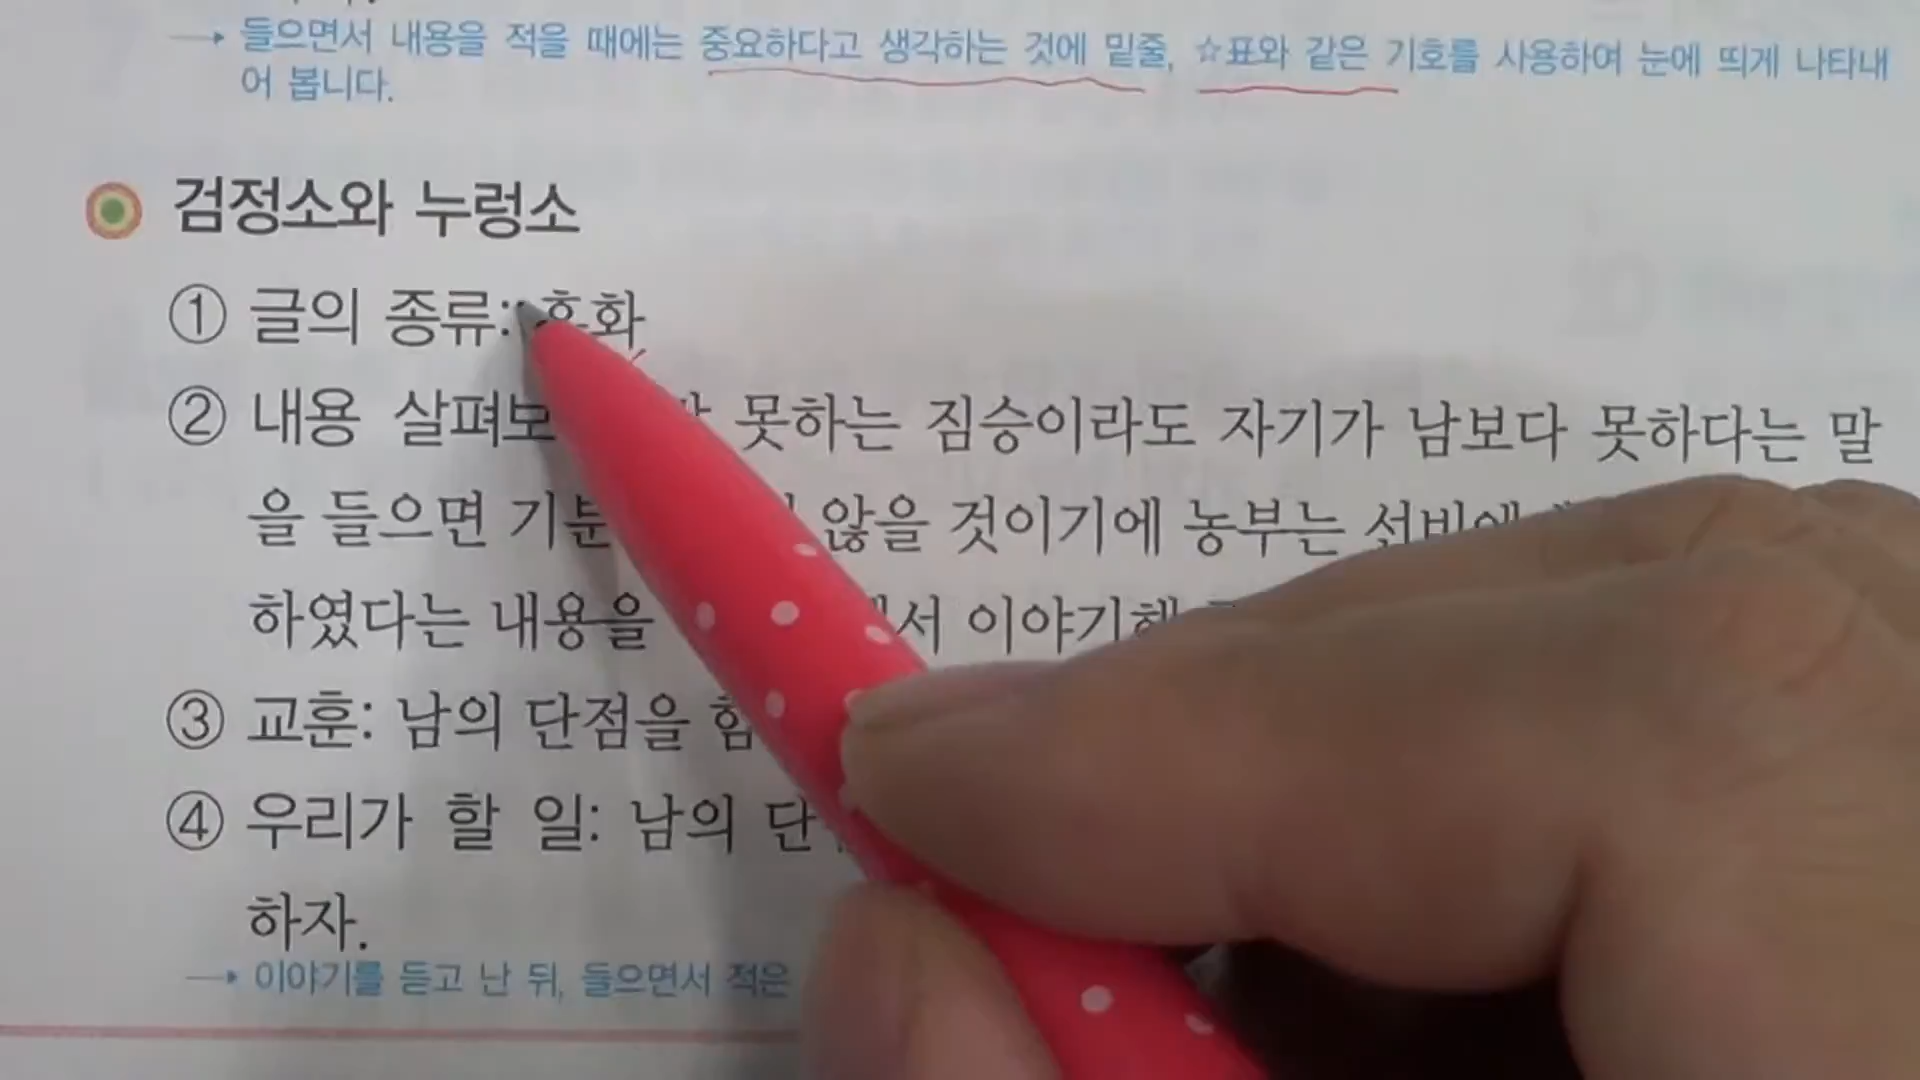 → 들으면서 내용을 적을 때에는 중요하다고 생각하는 것에 밑줄, ☆표와 같은 기호를 사용하여 눈에 띄게 나타내
어 봅니다.
검정소와 누렁소
① 글의 종류: 훈화
② 내용 살펴보 못하는 짐승이라도 자기가 남보다 못하다는 말
을 들으면 기분 않을 것이기에 농부는 선비에
하였다는 내용을 서 이야기해
③ 교훈: 남의 단점을 함
④ 우리가 할 일: 남의 단
하자.
→ 이야기를 듣고 난 뒤, 들으면서 적은